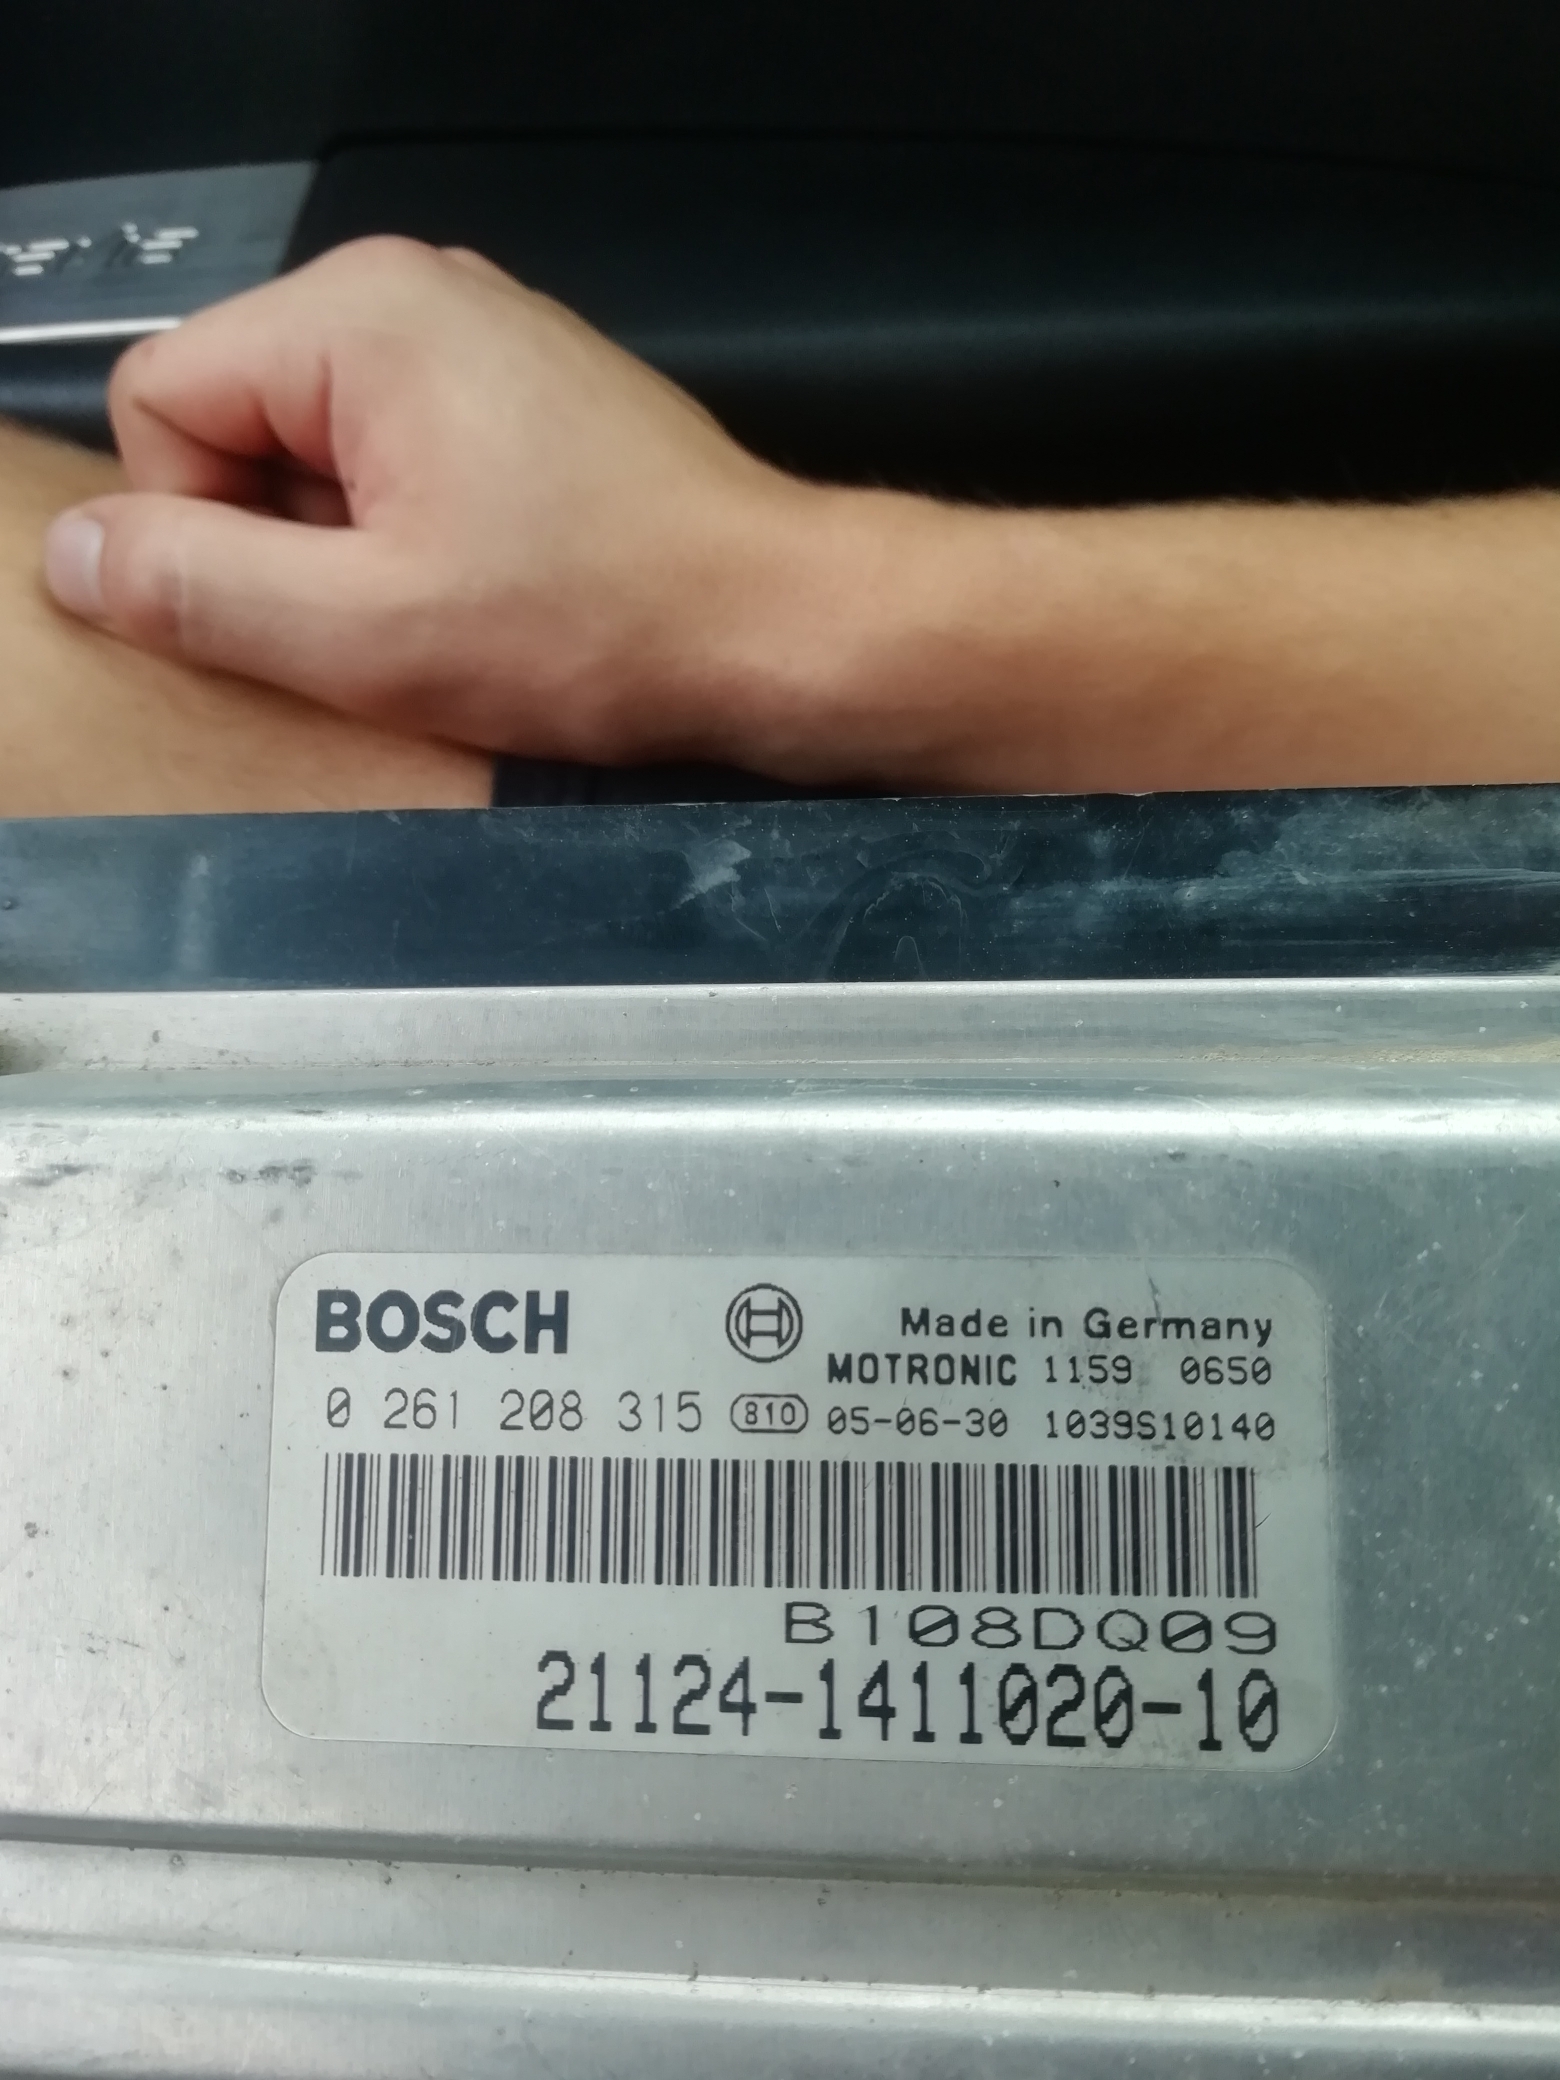 BOSCH
Made in Germany
MOTRONIC 1159 0650
0 261 208 315 810 05-06-30 1039S10140
B108DQ09
21124-1411020-10